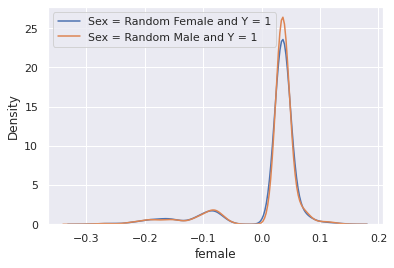 Sex = Random Female and Y = 1
Sex = Random Male and Y = 1
Density
25
20
15
10
5
0
−0.3 −0.2 −0.1 0.0 0.1 0.2
female